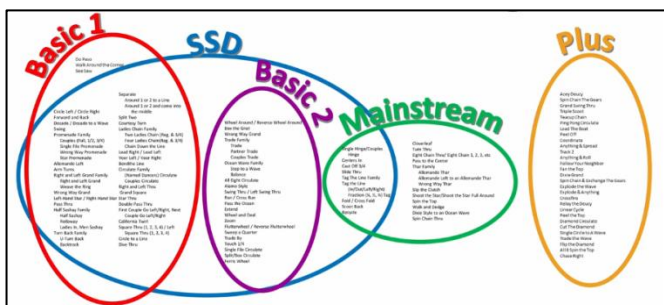 Basic 1
SSD
Basic 2
Mainstream
Plus
Do Paso
Walk Around the Corner
See Saw
Circle Left / Circle Right
Forward and Back
Dosado / Dosado to a Wave
Swing
Promenade Family
Couples (Full, 1/2, 3/4)
Single File Promenade
Wrong Way Promenade
Star Promenade
Allemande Left
Arm Turns
Right and Left Grand Family
Right and Left Grand
Weave the Ring
Wrong Way Grand
Left-Hand Star / Right-Hand Star
Pass Thru
Half Sashay Family
Half Sashay
Rollaway
Ladies In, Men Sashay
Turn Back Family
U Turn Back
Backtrack
Separate
Around 1 or 2 to a Line
Around 1 or 2 and come into
the middle
Split Two
Courtesy Turn
Ladies Chain Family
Two Ladies Chain (Reg. & 3/4)
Four Ladies Chain (Reg. & 3/4)
Chain Down the Line
Lead Right / Lead Left
Veer Left / Veer Right
Bend the Line
Circulate Family
(Named Dancers) Circulate
Couples Circulate
Right and Left Thru
Grand Square
Star Thru
Double Pass Thru
First Couple Go Left/Right, Next
Couple Go Left/Right
California Twirl
Square Thru (1, 2, 3, 4) / Left
Square Thru (1, 2, 3, 4)
Circle to a Line
Dive Thru
Wheel Around / Reverse Wheel Around
Box the Gnat
Wrong Way Grand
Trade Family
Trade
Partner Trade
Couples Trade
Ocean Wave Family
Step to a Wave
Balance
All Eight Circulate
Alamo Style
Swing Thru / Left Swing Thru
Run / Cross Run
Pass the Ocean
Extend
Wheel and Deal
Zoom
Flutterwheel / Reverse Flutterwheel
Sweep a Quarter
Trade By
Touch 1/4
Single File Circulate
Split/Box Circulate
Ferris Wheel
Single Hinge/Couples
Hinge
Centers In
Cast Off 3/4
Slide Thru
Tag The Line Family
Tag the Line
(In/Out/Left/Right)
Fold / Cross Fold
Scoot Back
Recycle
Cloverleaf
Turn Thru
Eight Chain Thru/ Eight Chain 1, 2, 3, etc
Pass to the Center
Thar Family
Allemande Thar
Allemande Left to an Allemande Thar
Wrong Way Thar
Slip the Clutch
Shoot the Star/Shoot the Star Full Around
Spin the Top
Walk and Dodge
Dixie Style to an Ocean Wave
Spin Chain Thru
Acey Deucy
Spin Chain The Gears
Grand Swing Thru
Triple Scoot
Teacup Chain
Ping Pong Circulate
Load The Boat
Peel Off
Coordinate
Anything & Spread
Track 2
Anything & Roll
Follow Your Neighbor
Fan the Top
Spin Chain & Exchange The Gears
Explode the Wave
Explode & Anything
Crossfire
Relay the Deucy
Linear Cycle
Peel the Top
Diamond Circulate
Cut The Diamond
Single Circle to A Wave
Trade the Wave
Flip the Diamond
Chase Right